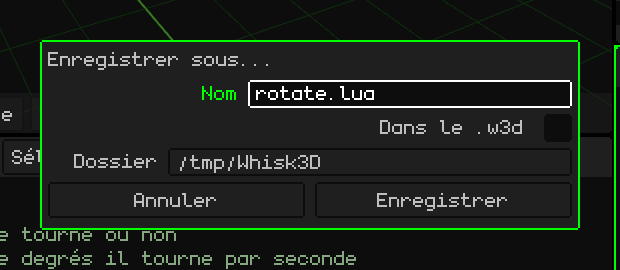 Enregistrer sous...
Nom rotate.lua
e
Dans le .w3d
Sél
Dossier /tmp/Whisk3D
Annuler Enregistrer
e tourne ou non
e degrés il tourne par seconde